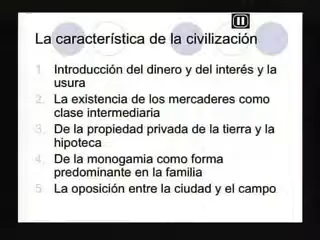 La característica de la civilización
1. Introducción del dinero y del interés y la
usura
2. La existencia de los mercaderes como
clase intermediaria
3. De la propiedad privada de la tierra y la
hipoteca
4. De la monogamia como forma
predominante en la familia
5. La oposición entre la ciudad y el campo